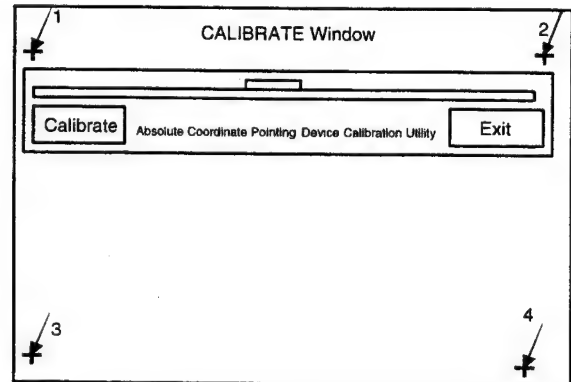 1
2
CALIBRATE Window
Calibrate
Absolute Coordinate Pointing Device Calibration Utility
Exit
3
4